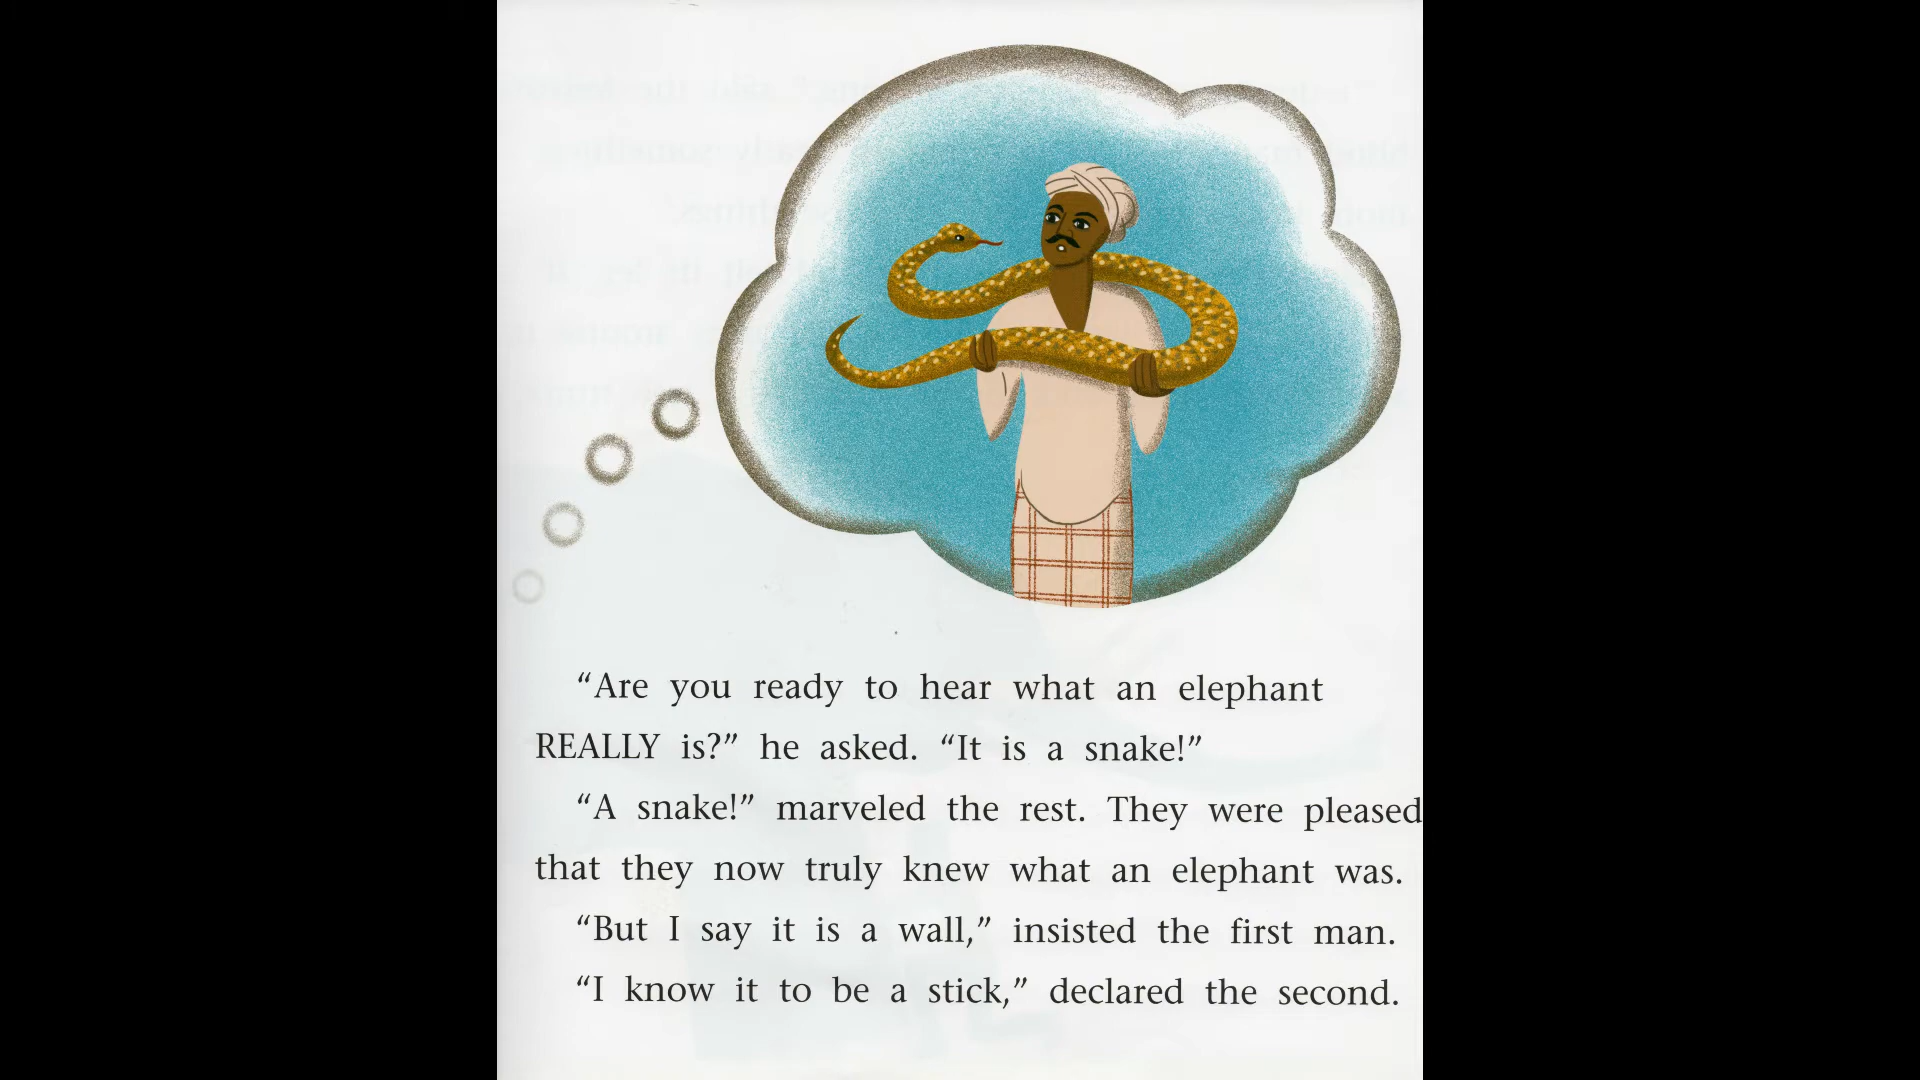 “Are you ready to hear what an elephant
REALLY is?” he asked. “It is a snake!”
“A snake!” marveled the rest. They were pleased
that they now truly knew what an elephant was.
“But I say it is a wall,” insisted the first man.
“I know it to be a stick,” declared the second.